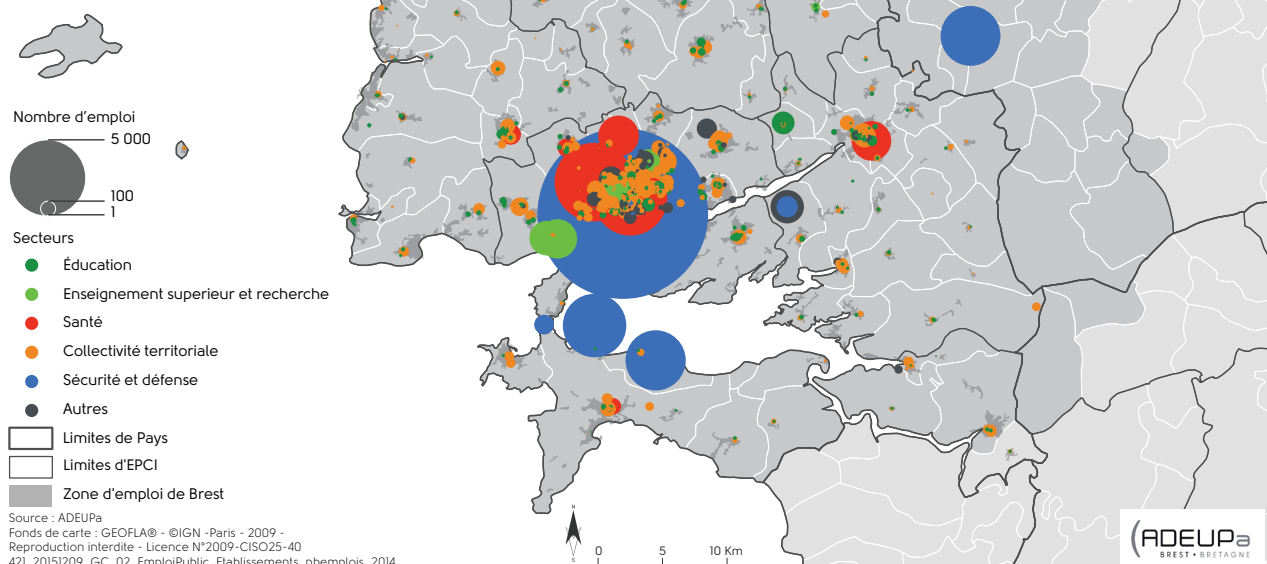 Nombre d'emploi
5 000
100
1
Secteurs
Éducation
Enseignement superieur et recherche
Santé
Collectivité territoriale
Sécurité et défense
Autres
Limites de Pays
Limites d'EPCI
Zone d'emploi de Brest
Source : ADEUPa
Fonds de carte : GEOFLA® - ©IGN -Paris - 2009 -
Reproduction interdite - Licence N°2009-CISO25-40
421_20151209_GC_02_EmploiPublic_Etablissements_nbemplois_2014
N
S
0 5 10 Km
ADEUPa
BREST • BRETAGNE